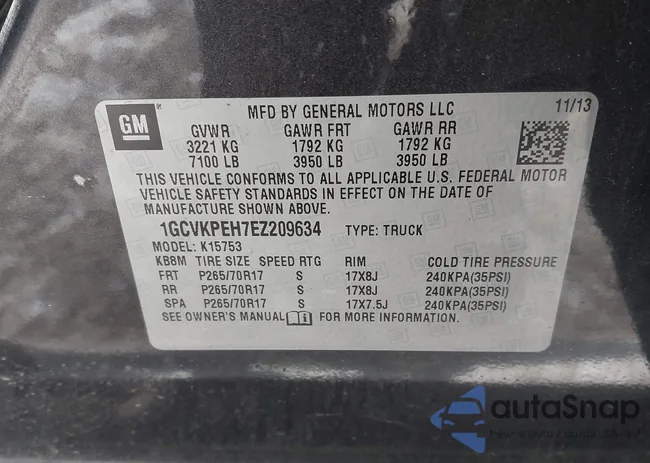 GM
MFD BY GENERAL MOTORS LLC 11/13
GVWR GAWR FRT GAWR RR
3221 KG 1792 KG 1792 KG
7100 LB 3950 LB 3950 LB
THIS VEHICLE CONFORMS TO ALL APPLICABLE U.S. FEDERAL MOTOR
VEHICLE SAFETY STANDARDS IN EFFECT ON THE DATE OF
MANUFACTURE SHOWN ABOVE.
1GCVKPEH7EZ209634 TYPE: TRUCK
MODEL: K15753
KB8M TIRE SIZE SPEED RTG RIM COLD TIRE PRESSURE
FRT P265/70R17 S 17X8J 240KPA(35PSI)
RR P265/70R17 S 17X8J 240KPA(35PSI)
SPA P265/70R17 S 17X7.5J 240KPA(35PSI)
SEE OWNER'S MANUAL FOR MORE INFORMATION.
autaSnap